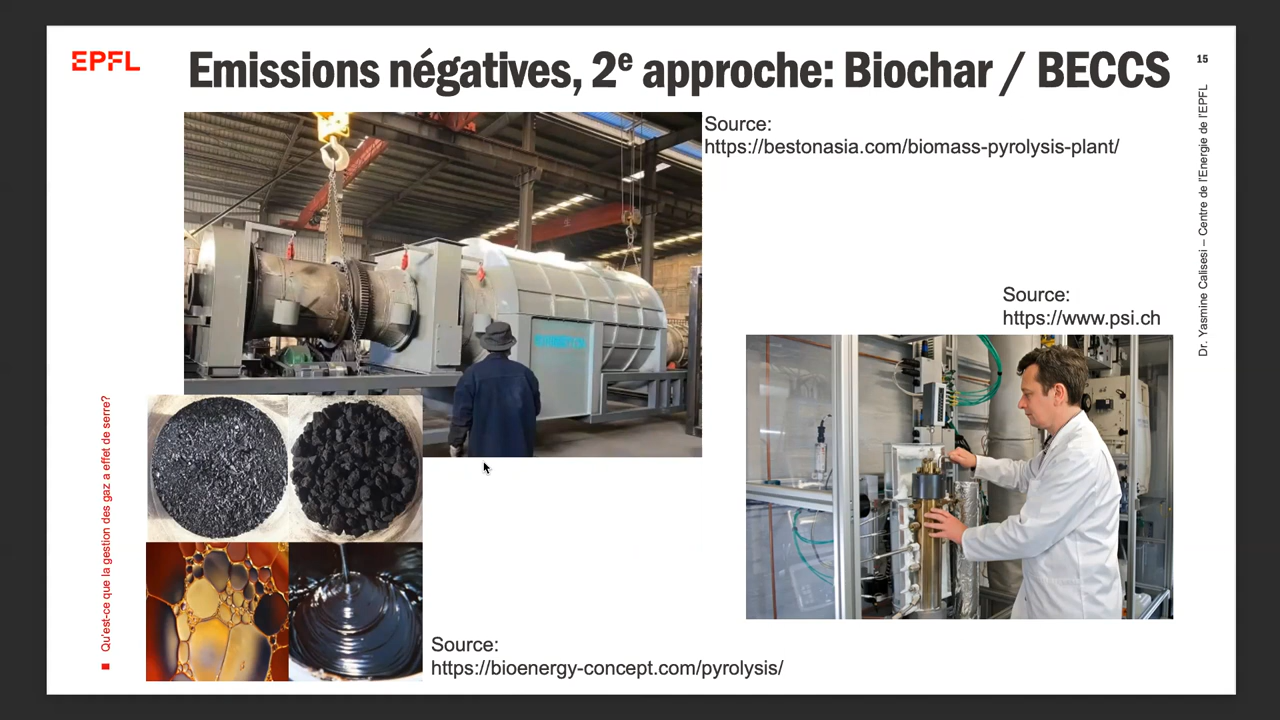 EPFL
Emissions négatives, 2e approche: Biochar / BECCS
15
Source:
https://bestonasia.com/biomass-pyrolysis-plant/
Dr. Yasmine Calisesi – Centre de l'Energie de l'EPFL
Source:
https://www.psi.ch
Qu'est-ce que la gestion des gaz a effet de serre?
Source:
https://bioenergy-concept.com/pyrolysis/